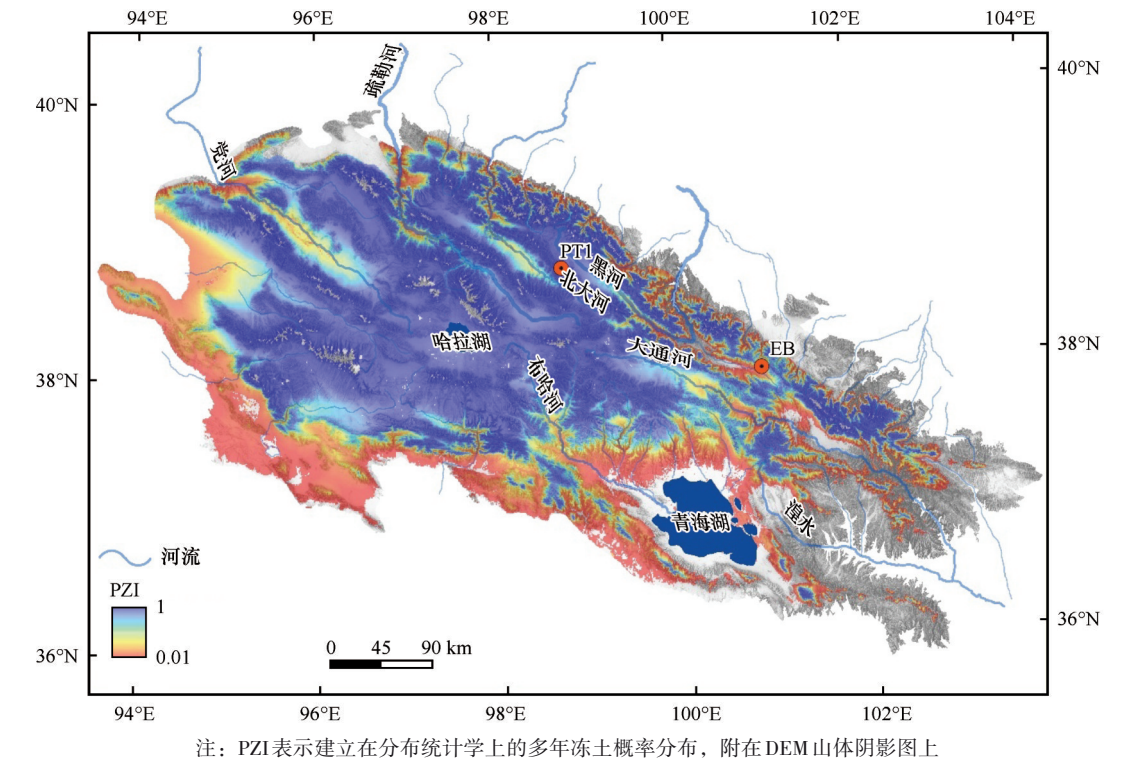 94°E 96°E 98°E 100°E 102°E 104°E
40°N
40°N
疏勒河
党河
PT1
黑河
北大河
38°N
哈拉湖
大通河
EB
38°N
布哈河
青海湖
湟水
河流
PZI
1
0.01
0 45 90 km
36°N
36°N
94°E 96°E 98°E 100°E 102°E
注：PZI表示建立在分布统计学上的多年冻土概率分布，附在DEM山体阴影图上